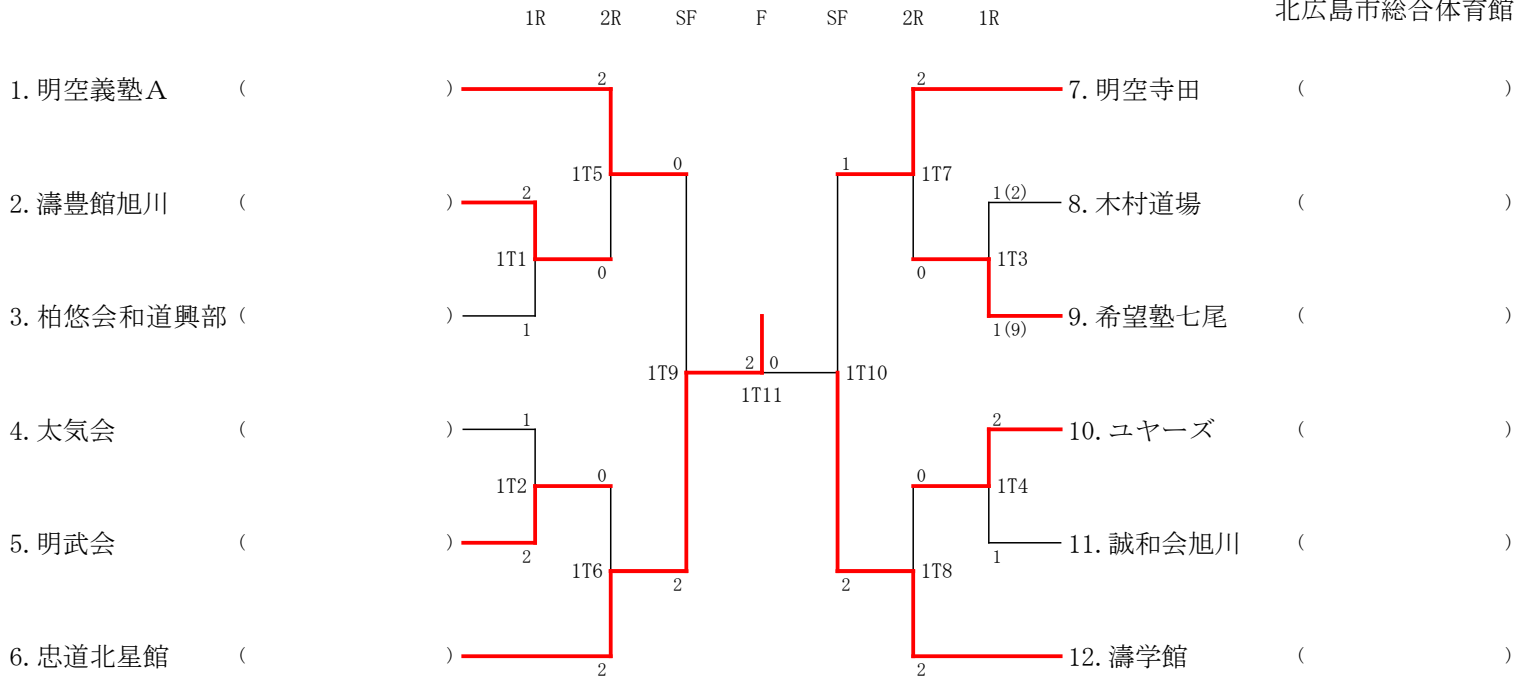 北広島市総合体育館
1R 2R SF F SF 2R 1R
2 2
1. 明空義塾A ( ) 7. 明空寺田 ( )
1T5 0 1 1T7
2 1(2)
2. 濤豊館旭川 ( ) 8. 木村道場 ( )
1T1 0 0 1T3
3. 柏悠会和道興部 ( ) 9. 希望塾七尾 ( )
1 1(9)
1T9 2 0 1T10
1T11
1 2
4. 太気会 ( ) 10. ユヤーズ ( )
1T2 0 0 1T4
5. 明武会 ( ) 11. 誠和会旭川 ( )
2 1
1T6 2 2 1T8
6. 忠道北星館 ( ) 12. 濤学館 ( )
2 2